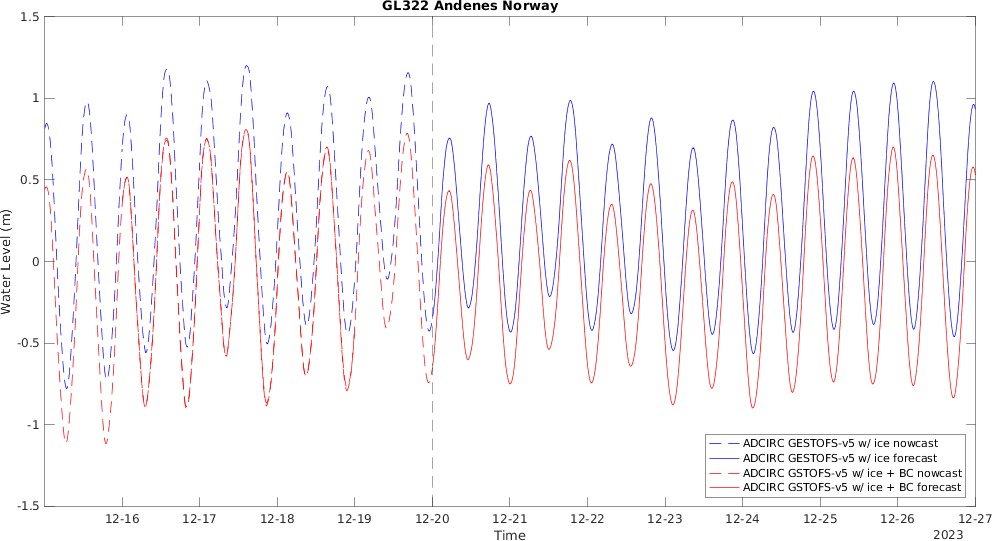 GL322 Andenes Norway
1.5
1
0.5
0
-0.5
-1
-1.5
Water Level (m)
ADCIRC GESTOFS-v5 w/ ice nowcast
ADCIRC GESTOFS-v5 w/ ice forecast
ADCIRC GSTOFS-v5 w/ ice + BC nowcast
ADCIRC GSTOFS-v5 w/ ice + BC forecast
12-16 12-17 12-18 12-19 12-20 12-21 12-22 12-23 12-24 12-25 12-26 12-27
Time
2023